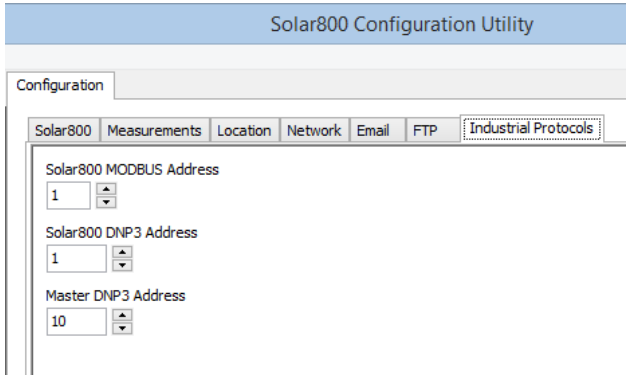 Solar800 Configuration Utility
Configuration
Solar800 Measurements Location Network Email FTP Industrial Protocols
Solar800 MODBUS Address
1
Solar800 DNP3 Address
1
Master DNP3 Address
10